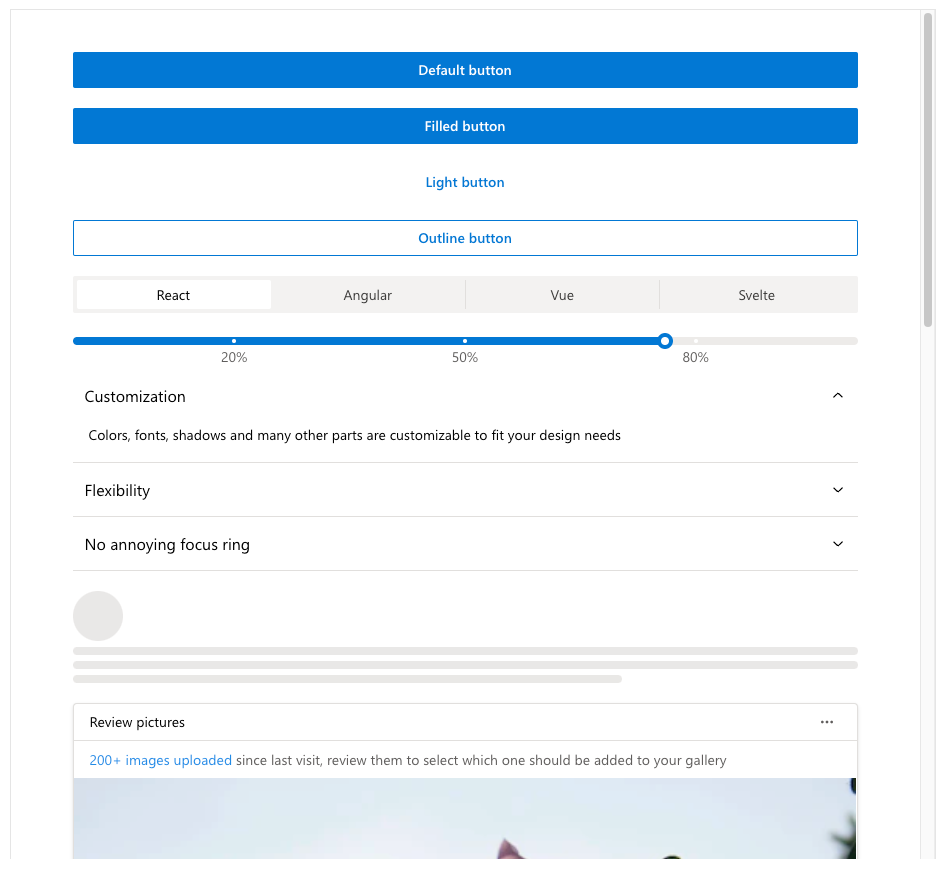 Default button
Filled button
Light button
Outline button
React Angular Vue Svelte
20% 50% 80%
Customization
Colors, fonts, shadows and many other parts are customizable to fit your design needs
Flexibility
No annoying focus ring
Review pictures
200+ images uploaded since last visit, review them to select which one should be added to your gallery